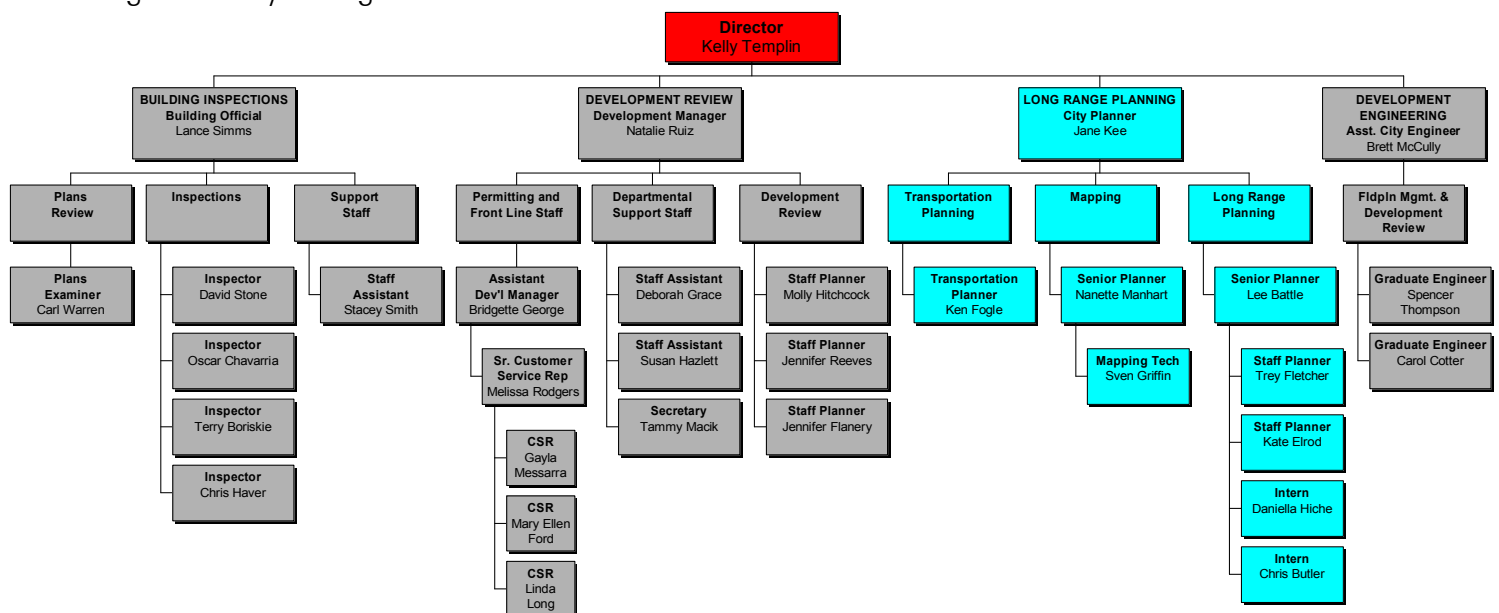 Director
Kelly Templin
BUILDING INSPECTIONS
Building Official
Lance Simms
DEVELOPMENT REVIEW
Development Manager
Natalie Ruiz
LONG RANGE PLANNING
City Planner
Jane Kee
DEVELOPMENT
ENGINEERING
Asst. City Engineer
Brett McCully
Plans
Review
Inspections
Support
Staff
Permitting and
Front Line Staff
Departmental
Support Staff
Development
Review
Transportation
Planning
Mapping
Long Range
Planning
Fldpln Mgmt. &
Development
Review
Plans
Examiner
Carl Warren
Inspector
David Stone
Inspector
Oscar Chavarria
Inspector
Terry Boriskie
Inspector
Chris Haver
Staff
Assistant
Stacey Smith
Assistant
Dev'l Manager
Bridgette George
Sr. Customer
Service Rep
Melissa Rodgers
CSR
Gayla
Messarra
CSR
Mary Ellen
Ford
CSR
Linda
Long
Staff Assistant
Deborah Grace
Staff Assistant
Susan Hazlett
Secretary
Tammy Macik
Staff Planner
Molly Hitchcock
Staff Planner
Jennifer Reeves
Staff Planner
Jennifer Flanery
Transportation
Planner
Ken Fogle
Senior Planner
Nanette Manhart
Mapping Tech
Sven Griffin
Senior Planner
Lee Battle
Staff Planner
Trey Fletcher
Staff Planner
Kate Elrod
Intern
Daniella Hiche
Intern
Chris Butler
Graduate Engineer
Spencer
Thompson
Graduate Engineer
Carol Cotter